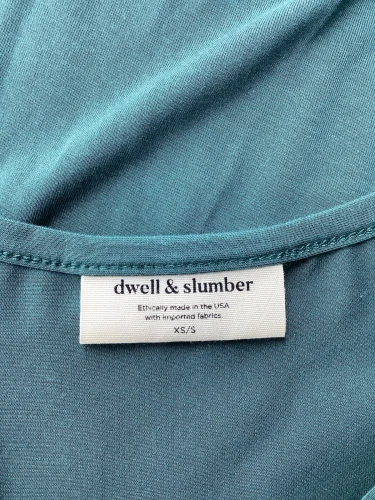 dwell & slumber
Ethically made in the USA
with imported fabrics.
XS/S